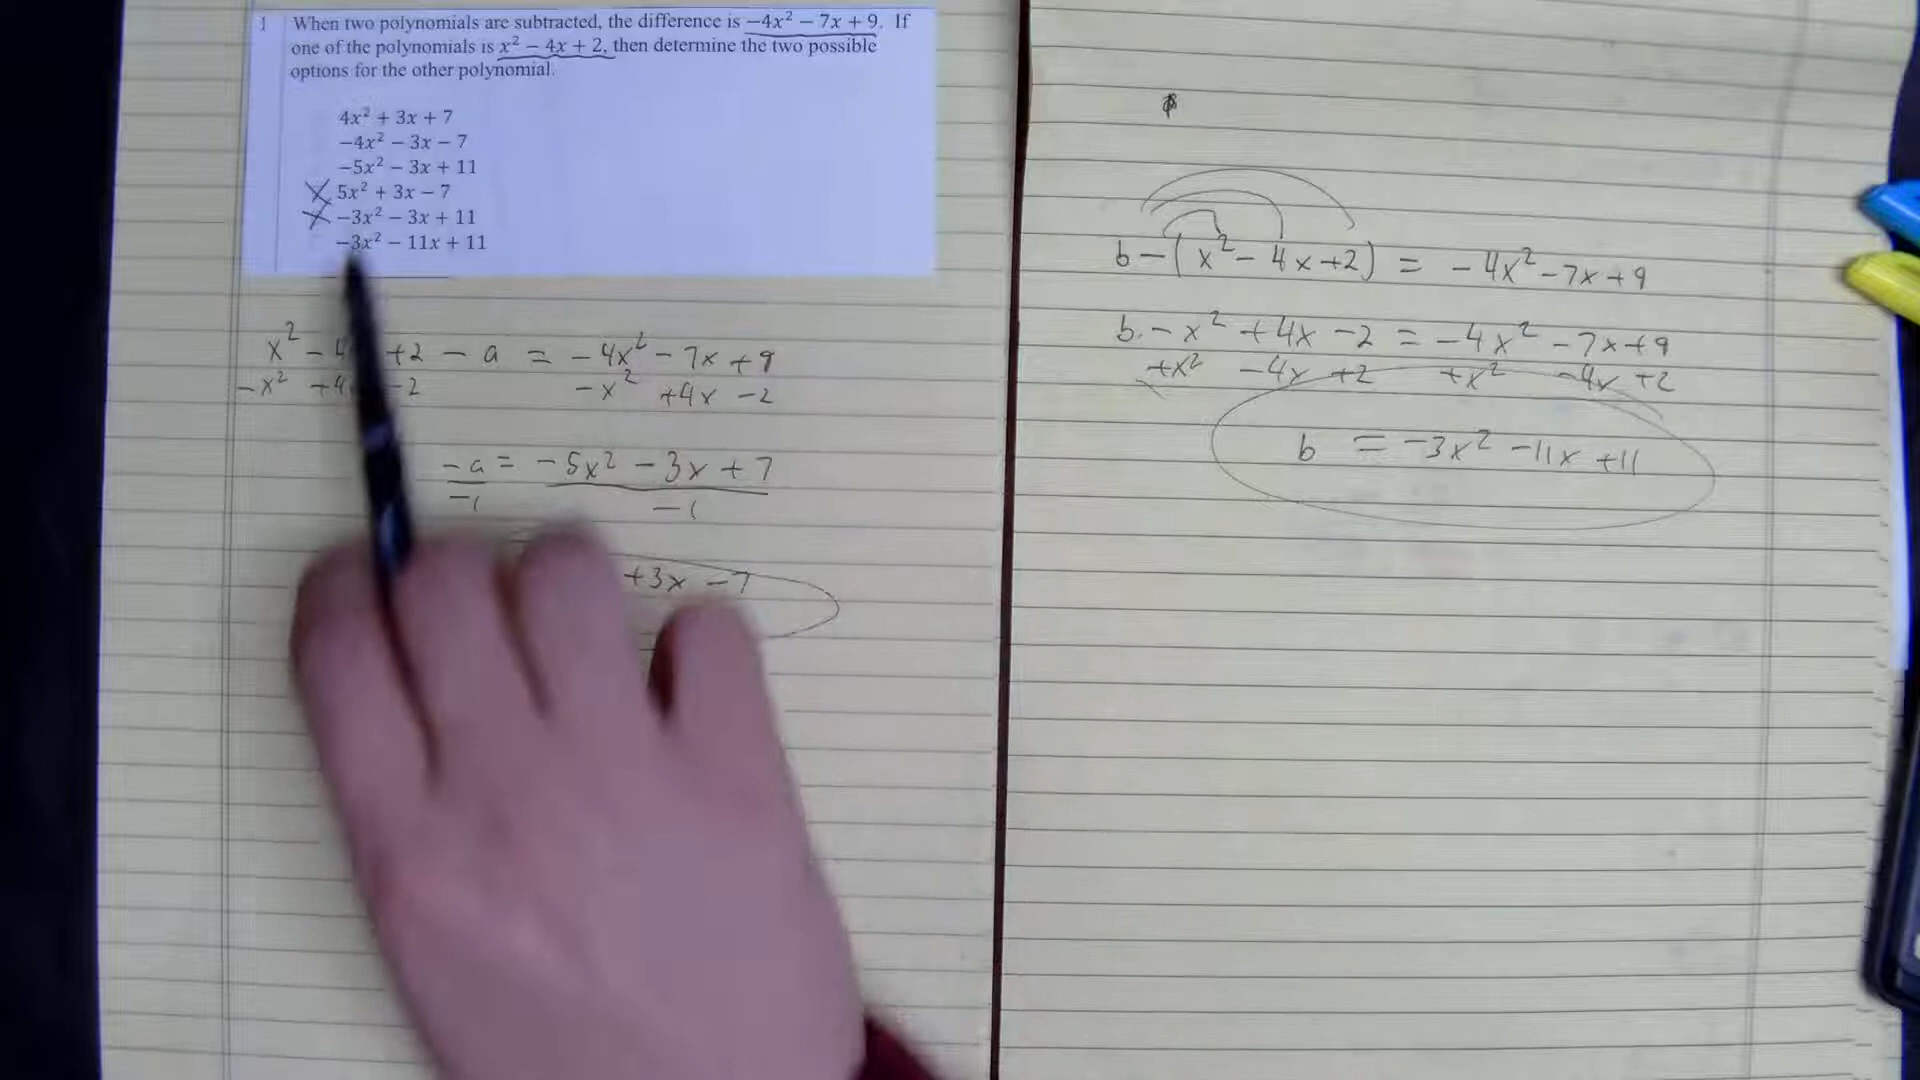 1 When two polynomials are subtracted, the difference is −4x² − 7x + 9. If
one of the polynomials is x² − 4x + 2, then determine the two possible
options for the other polynomial.
4x² + 3x + 7
−4x² − 3x − 7
−5x² − 3x + 11
X 5x² + 3x − 7
X −3x² − 3x + 11
−3x² − 11x + 11
x² − 4 +2 − a = −4x² − 7x + 9
−x² +4 −2 −x² +4x −2
−a = −5x² − 3x + 7
−1 −1
+3x − 7
b − (x² − 4x + 2) = −4x² − 7x + 9
b − x² + 4x − 2 = −4x² − 7x + 9
+x² −4x +2 +x² −4x +2
b = −3x² − 11x + 11